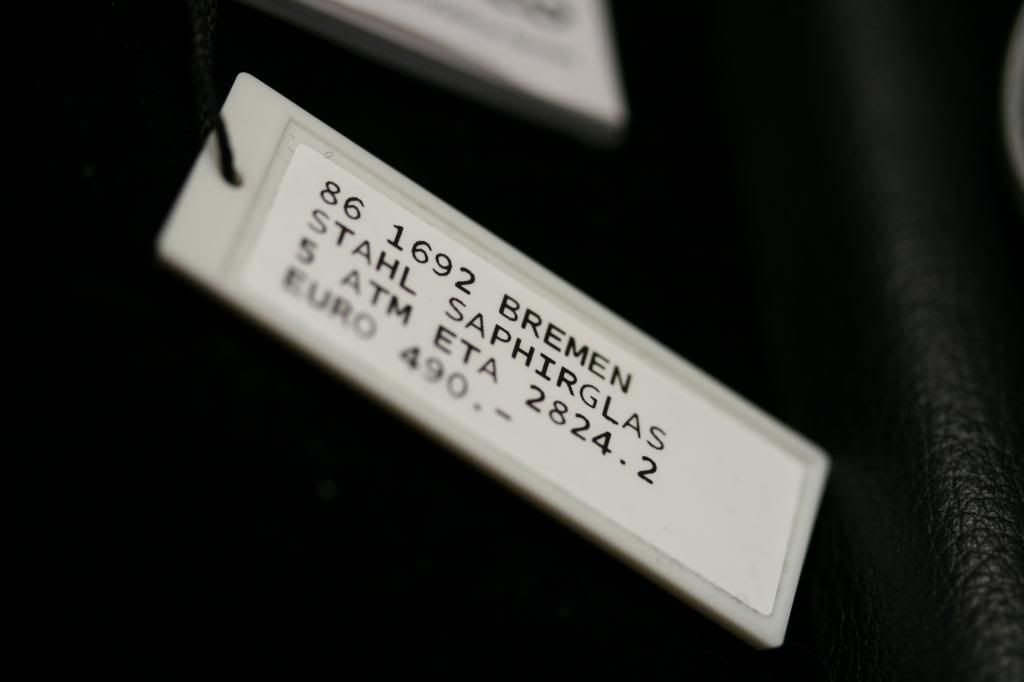 86 1692 BREMEN
STAHL SAPHIRGLAS
5 ATM ETA 2824.2
EURO 490.-